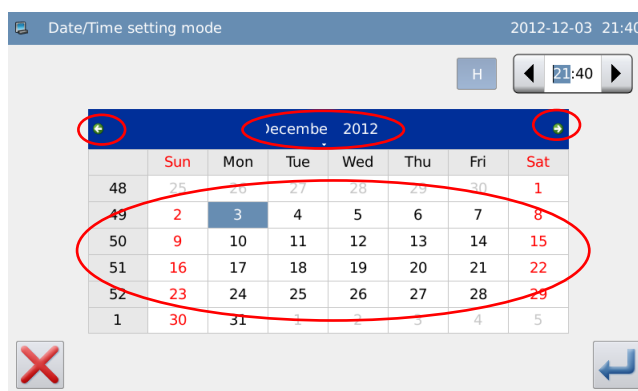 Date/Time setting mode 2012-12-03 21:40
H 21:40
Decembe 2012
Sun Mon Tue Wed Thu Fri Sat
48 25 26 27 28 29 30 1
49 2 3 4 5 6 7 8
50 9 10 11 12 13 14 15
51 16 17 18 19 20 21 22
52 23 24 25 26 27 28 29
1 30 31 1 2 3 4 5